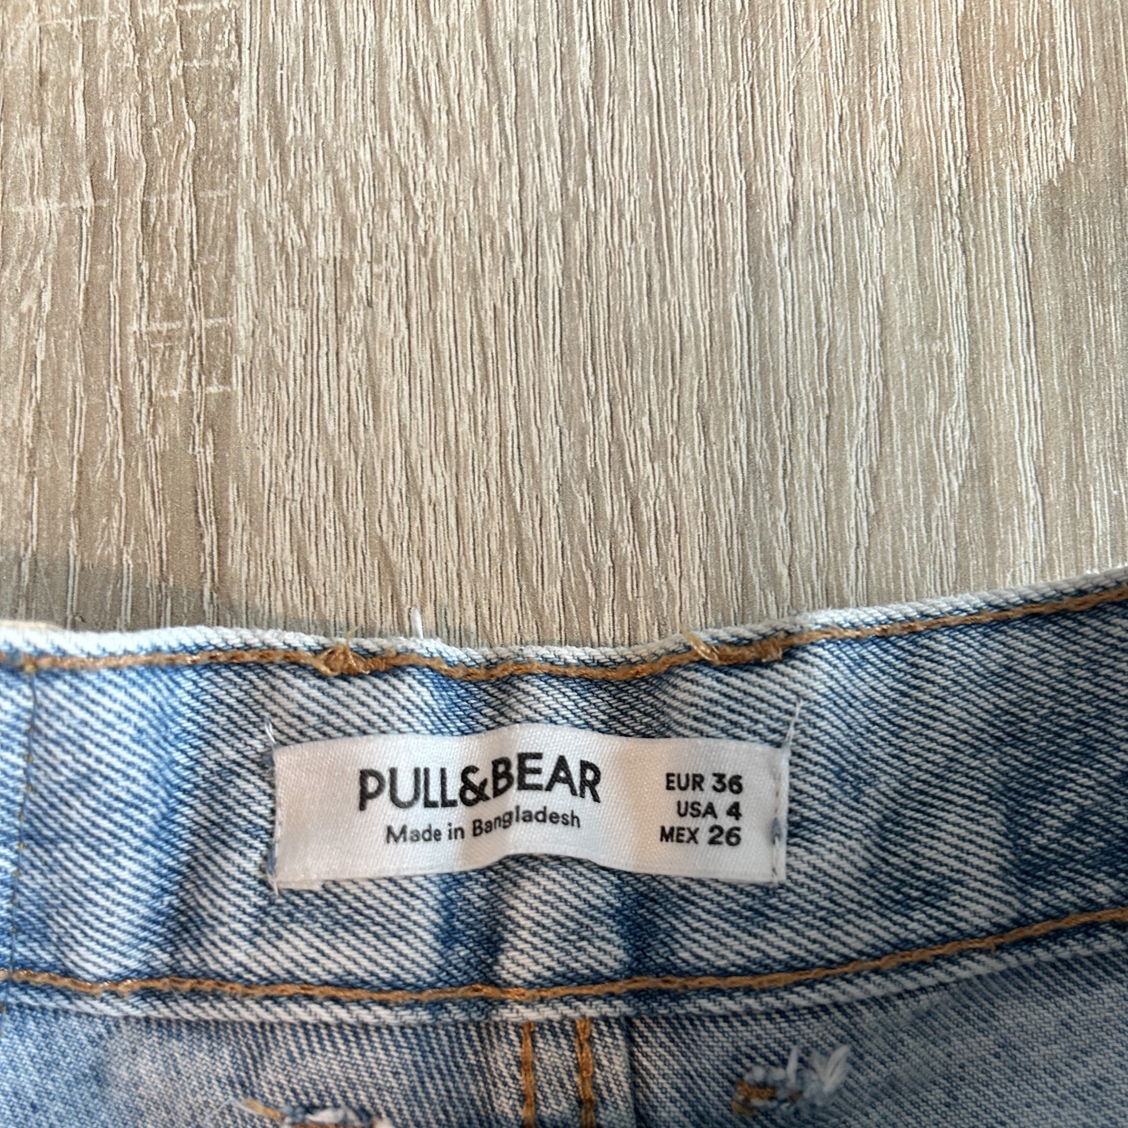 PULL&BEAR
Made in Bangladesh
EUR 36
USA 4
MEX 26